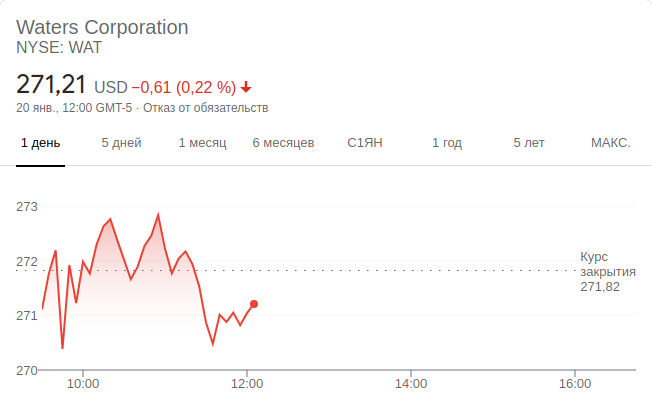 Waters Corporation
NYSE: WAT
271,21 USD −0,61 (0,22 %)
20 янв., 12:00 GMT-5 · Отказ от обязательств
1 день 5 дней 1 месяц 6 месяцев С1ЯН 1 год 5 лет МАКС.
273
272
271
270
Курс
закрытия
271,82
10:00 12:00 14:00 16:00